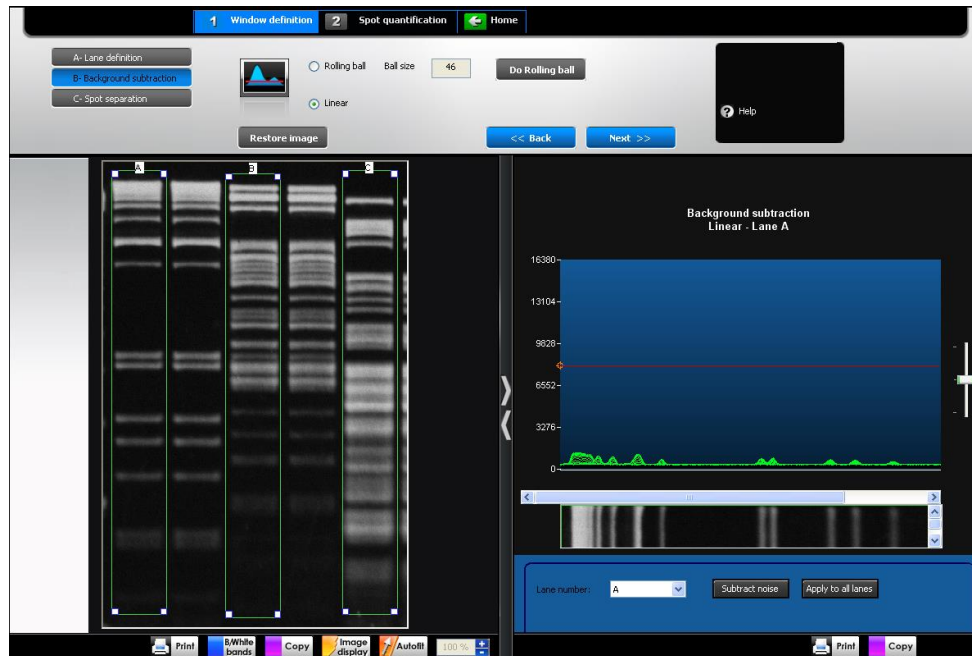 1 Window definition 2 Spot quantification Home
A- Lane definition
B- Background subtraction
C- Spot separation
Rolling ball Ball size 46 Do Rolling ball
Linear
Restore image << Back Next >>
? Help
A B C
Background subtraction
Linear - Lane A
16380
13104
9828
6552
3276
0
Lane number: A Subtract noise Apply to all lanes
Print B/White bands Copy Image display Autofit 100 % Print Copy